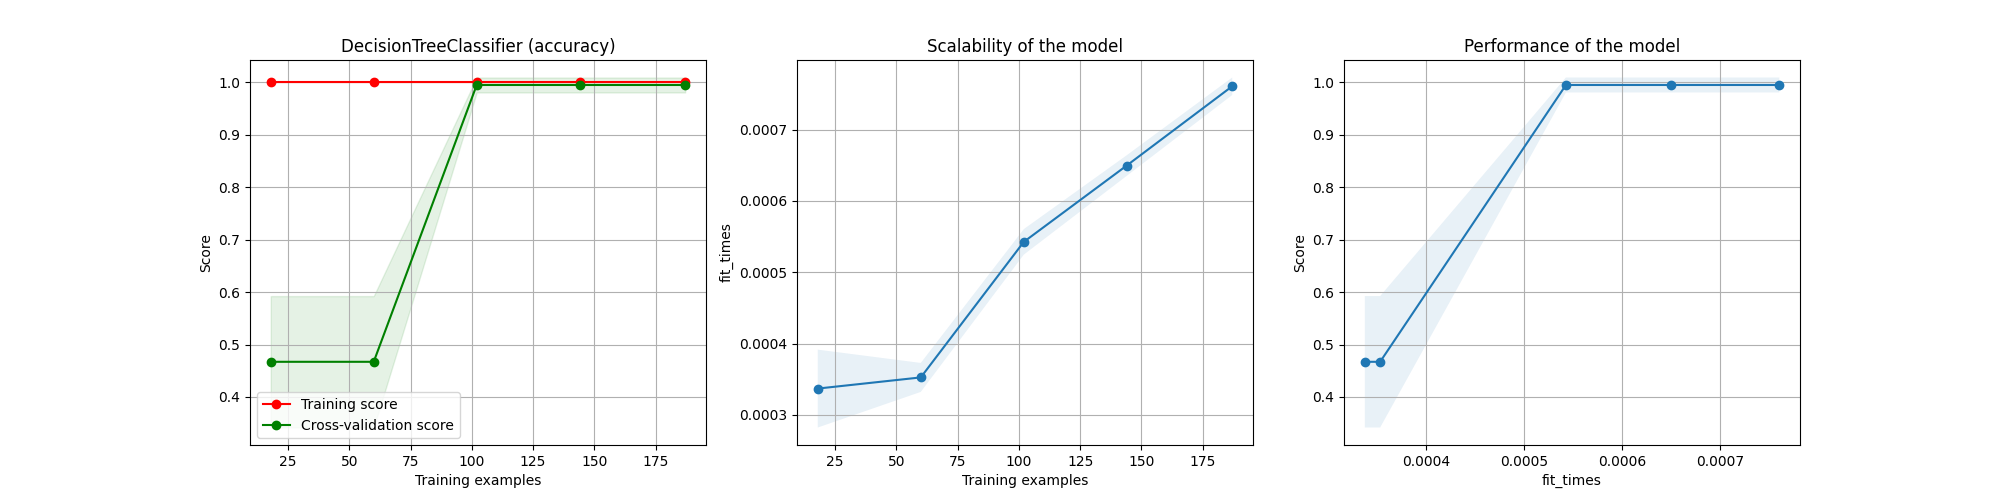 DecisionTreeClassifier (accuracy)
1.0
0.9
0.8
0.7
0.6
0.5
0.4
Score
Training score
Cross-validation score
25 50 75 100 125 150 175
Training examples
Scalability of the model
0.0007
0.0006
0.0005
0.0004
0.0003
fit_times
25 50 75 100 125 150 175
Training examples
Performance of the model
1.0
0.9
0.8
0.7
0.6
0.5
0.4
Score
0.0004 0.0005 0.0006 0.0007
fit_times